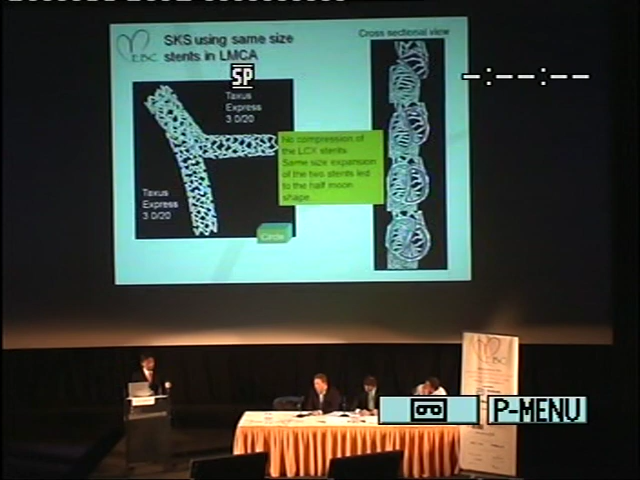 EBC
SKS using same size
stents in LMCA
Cross sectional view
SP
-:--:--
Taxus
Express
3.0/20
No compression of
the LCX stents.
Same size expansion
of the two stents led
to the half moon
shape.
Taxus
Express
3.0/20
Circle
EBC
P-MENU